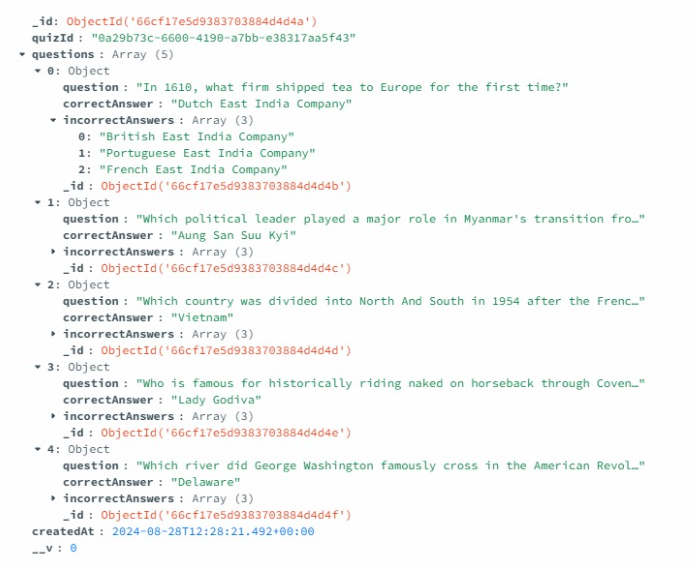 _id: ObjectId('66cf17e5d9383703884d4d4a')
quizId : "0a29b73c-6600-4190-a7bb-e38317aa5f43"
questions : Array (5)
0: Object
question : "In 1610, what firm shipped tea to Europe for the first time?"
correctAnswer : "Dutch East India Company"
incorrectAnswers : Array (3)
0: "British East India Company"
1: "Portuguese East India Company"
2: "French East India Company"
_id : ObjectId('66cf17e5d9383703884d4d4b')
1: Object
question : "Which political leader played a major role in Myanmar's transition fro…"
correctAnswer : "Aung San Suu Kyi"
incorrectAnswers : Array (3)
_id : ObjectId('66cf17e5d9383703884d4d4c')
2: Object
question : "Which country was divided into North And South in 1954 after the Frenc…"
correctAnswer : "Vietnam"
incorrectAnswers : Array (3)
_id : ObjectId('66cf17e5d9383703884d4d4d')
3: Object
question : "Who is famous for historically riding naked on horseback through Coven…"
correctAnswer : "Lady Godiva"
incorrectAnswers : Array (3)
_id : ObjectId('66cf17e5d9383703884d4d4e')
4: Object
question : "Which river did George Washington famously cross in the American Revol…"
correctAnswer : "Delaware"
incorrectAnswers : Array (3)
_id : ObjectId('66cf17e5d9383703884d4d4f')
createdAt : 2024-08-28T12:28:21.492+00:00
__v : 0